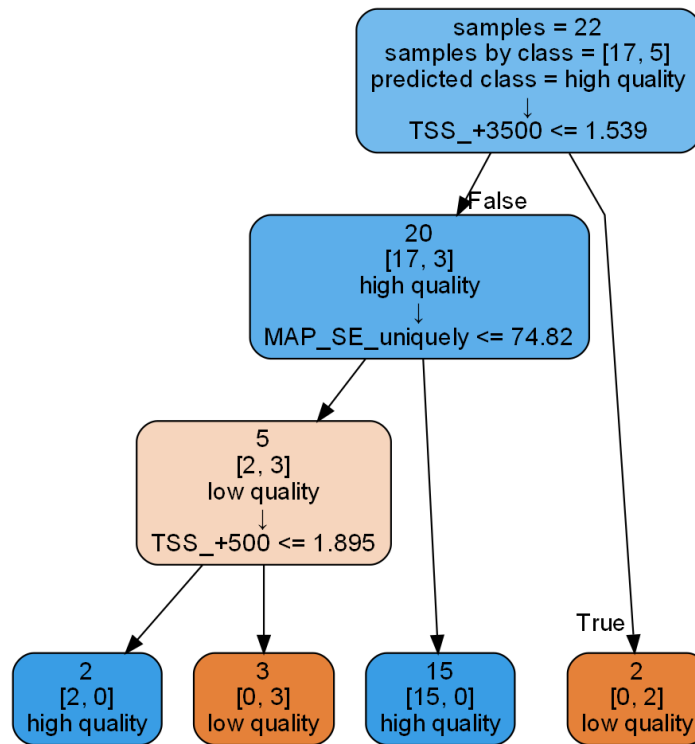 samples = 22
samples by class = [17, 5]
predicted class = high quality
↓
TSS_+3500 <= 1.539
False
20
[17, 3]
high quality
↓
MAP_SE_uniquely <= 74.82
5
[2, 3]
low quality
↓
TSS_+500 <= 1.895
True
2
[2, 0]
high quality
3
[0, 3]
low quality
15
[15, 0]
high quality
2
[0, 2]
low quality